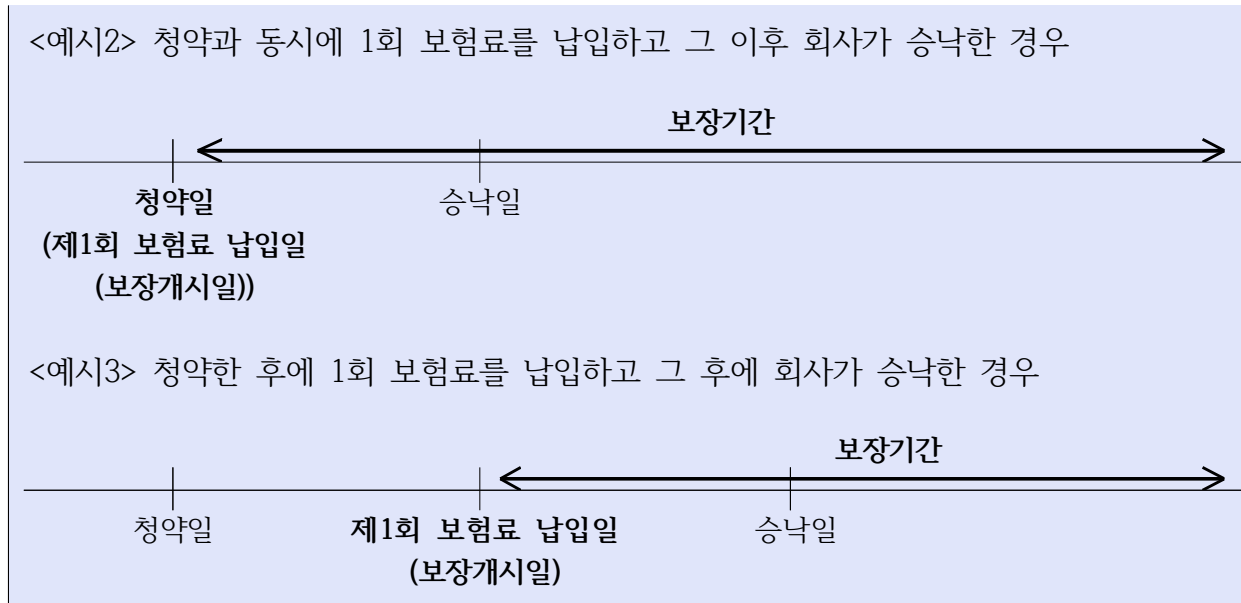 <예시2> 청약과 동시에 1회 보험료를 납입하고 그 이후 회사가 승낙한 경우
보장기간
청약일
승낙일
(제1회 보험료 납입일
(보장개시일))
<예시3> 청약한 후에 1회 보험료를 납입하고 그 후에 회사가 승낙한 경우
보장기간
청약일
제1회 보험료 납입일
승낙일
(보장개시일)